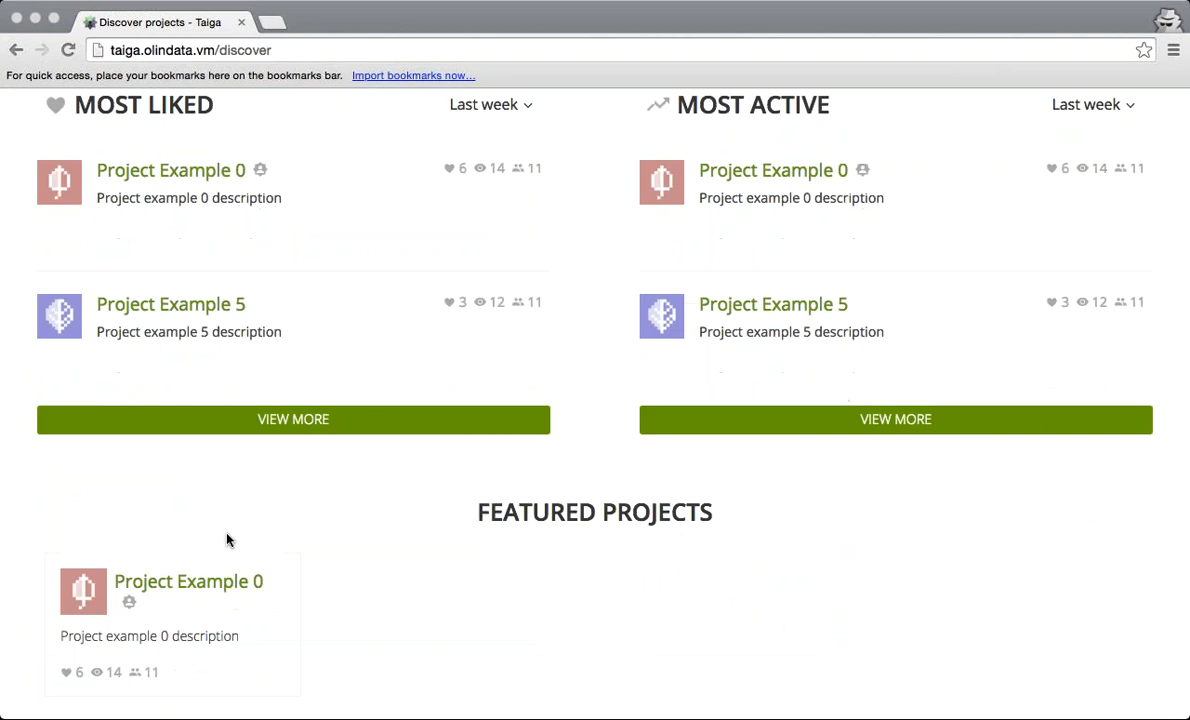 Discover projects - Taiga
taiga.olindata.vm/discover
For quick access, place your bookmarks here on the bookmarks bar. Import bookmarks now...
MOST LIKED
Last week
Project Example 0
6 14 11
Project example 0 description
Project Example 5
3 12 11
Project example 5 description
VIEW MORE
MOST ACTIVE
Last week
Project Example 0
6 14 11
Project example 0 description
Project Example 5
3 12 11
Project example 5 description
VIEW MORE
FEATURED PROJECTS
Project Example 0
Project example 0 description
6 14 11